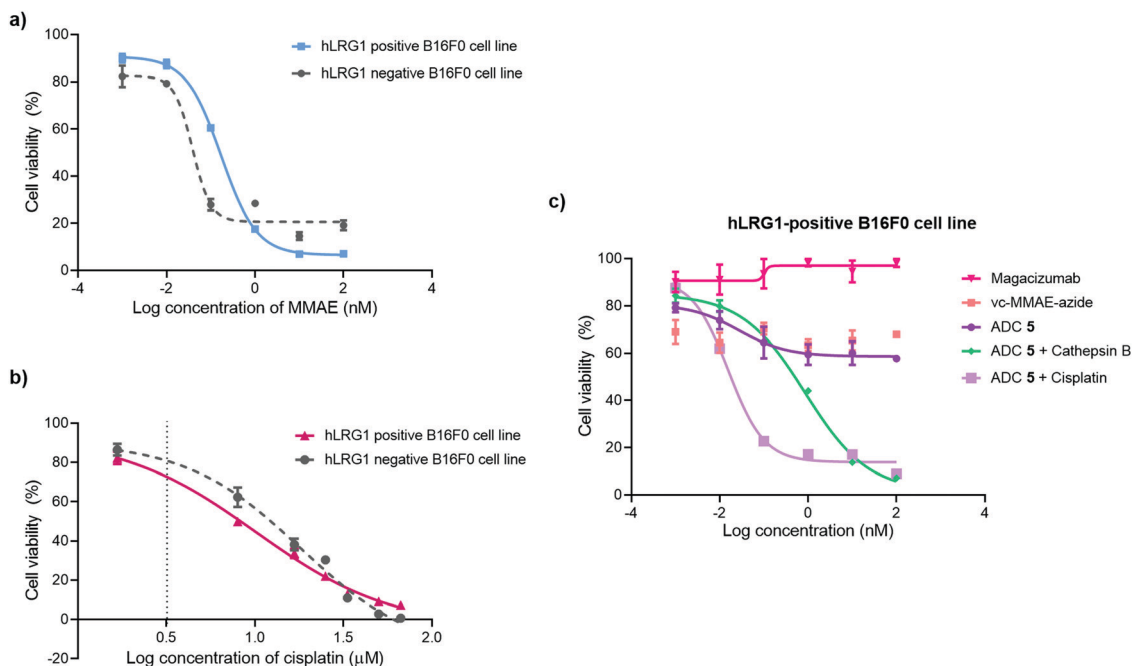 a)
100
80
60
40
20
0
Cell viability (%)
-4
-2
0
2
4
Log concentration of MMAE (nM)
hLRG1 positive B16F0 cell line
hLRG1 negative B16F0 cell line
b)
100
80
60
40
20
0
-20
Cell viability (%)
0.5
1.0
1.5
2.0
Log concentration of cisplatin (μM)
hLRG1 positive B16F0 cell line
hLRG1 negative B16F0 cell line
c)
hLRG1-positive B16F0 cell line
100
80
60
40
20
0
Cell viability (%)
-4
-2
0
2
4
Log concentration (nM)
Magacizumab
vc-MMAE-azide
ADC 5
ADC 5 + Cathepsin B
ADC 5 + Cisplatin